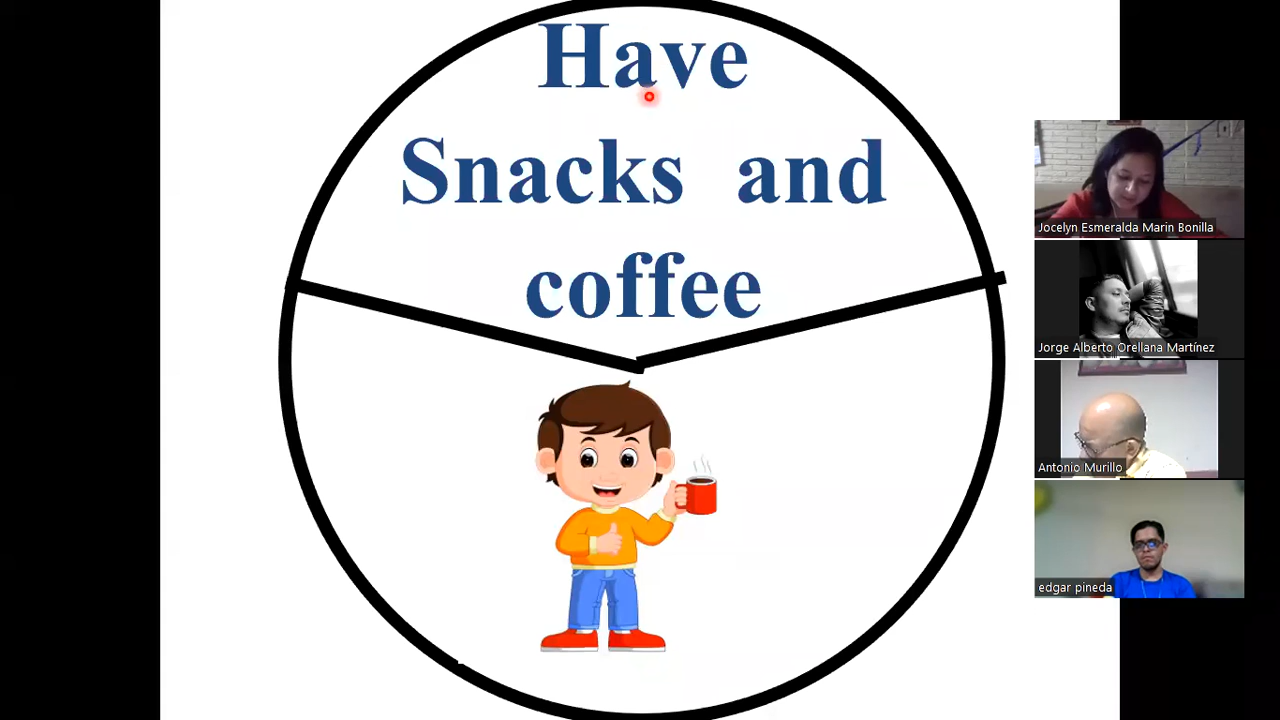 Have
Snacks and
coffee
Jocelyn Esmeralda Marin Bonilla
Jorge Alberto Orellana Martínez
Antonio Murillo
edgar pineda